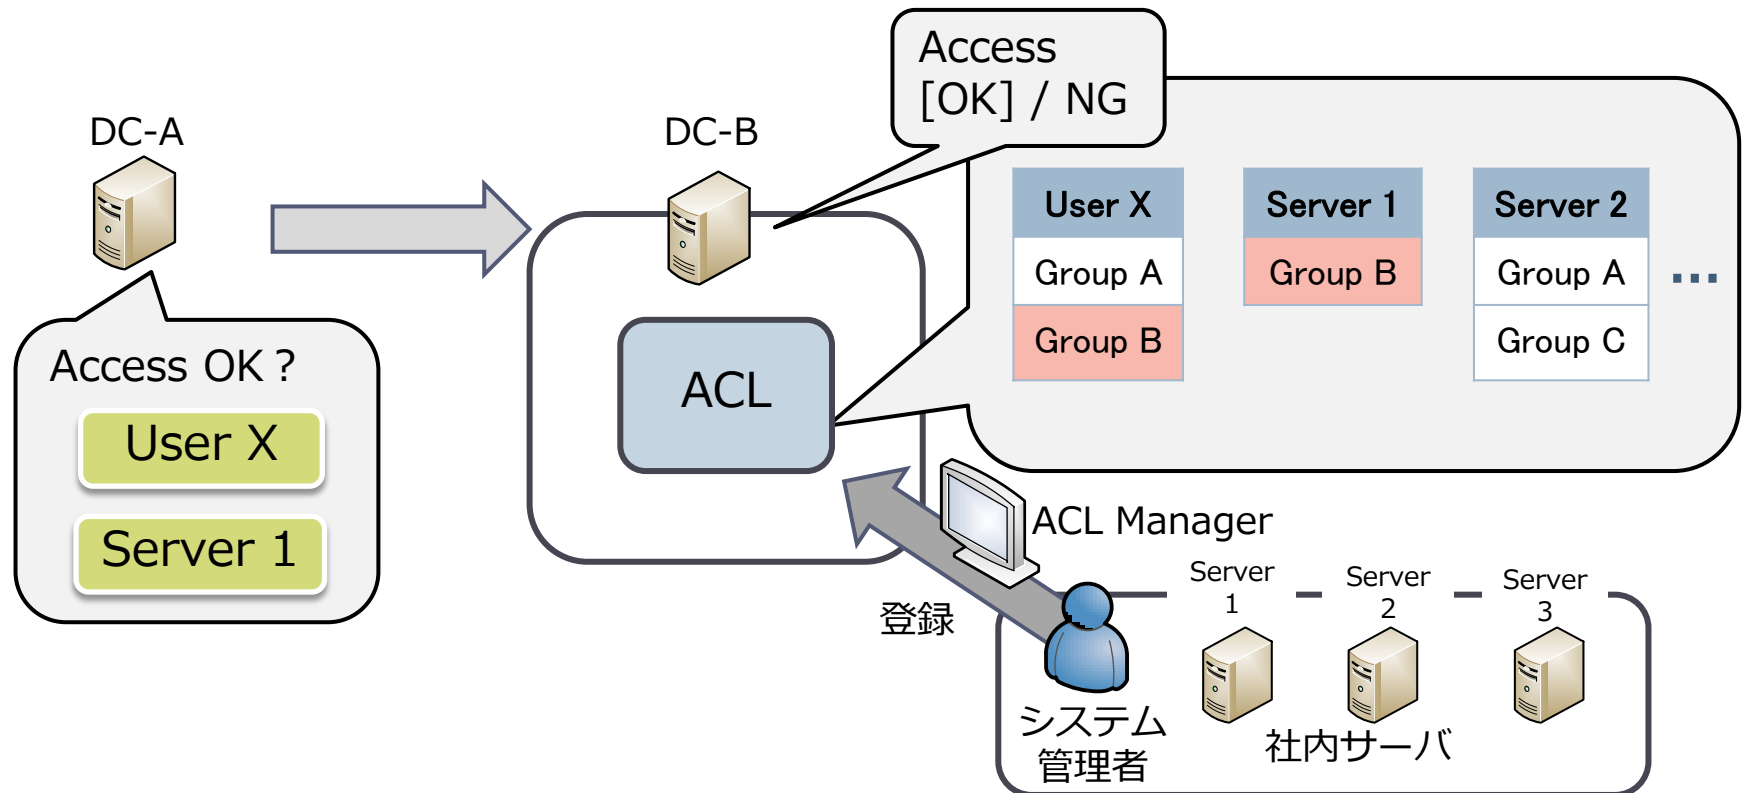 DC-A
Access OK ?
User X
Server 1
DC-B
ACL
Access
[OK] / NG
User X
Group A
Group B
Server 1
Group B
Server 2
Group A
Group C
...
ACL Manager
登録
システム
管理者
Server
1
Server
2
Server
3
社内サーバ